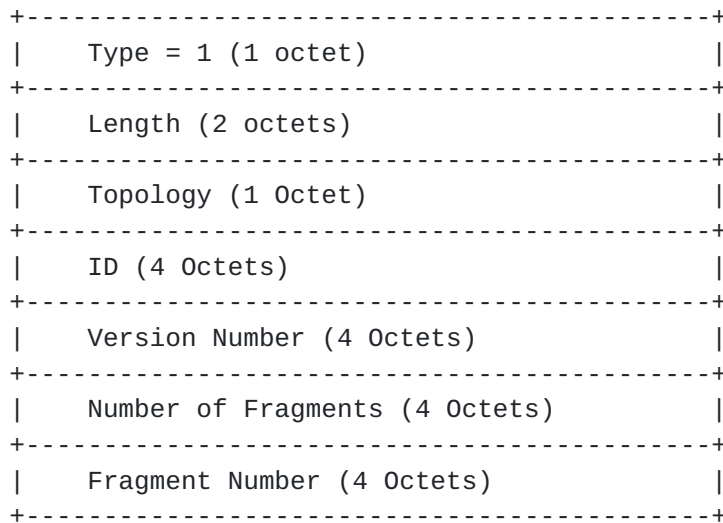 +--------------------------------------------+
|    Type = 1 (1 octet)                      |
+--------------------------------------------+
|    Length (2 octets)                       |
+--------------------------------------------+
|    Topology (1 Octet)                      |
+--------------------------------------------+
|    ID (4 Octets)                           |
+--------------------------------------------+
|    Version Number (4 Octets)               |
+--------------------------------------------+
|    Number of Fragments (4 Octets)          |
+--------------------------------------------+
|    Fragment Number (4 Octets)              |
+--------------------------------------------+